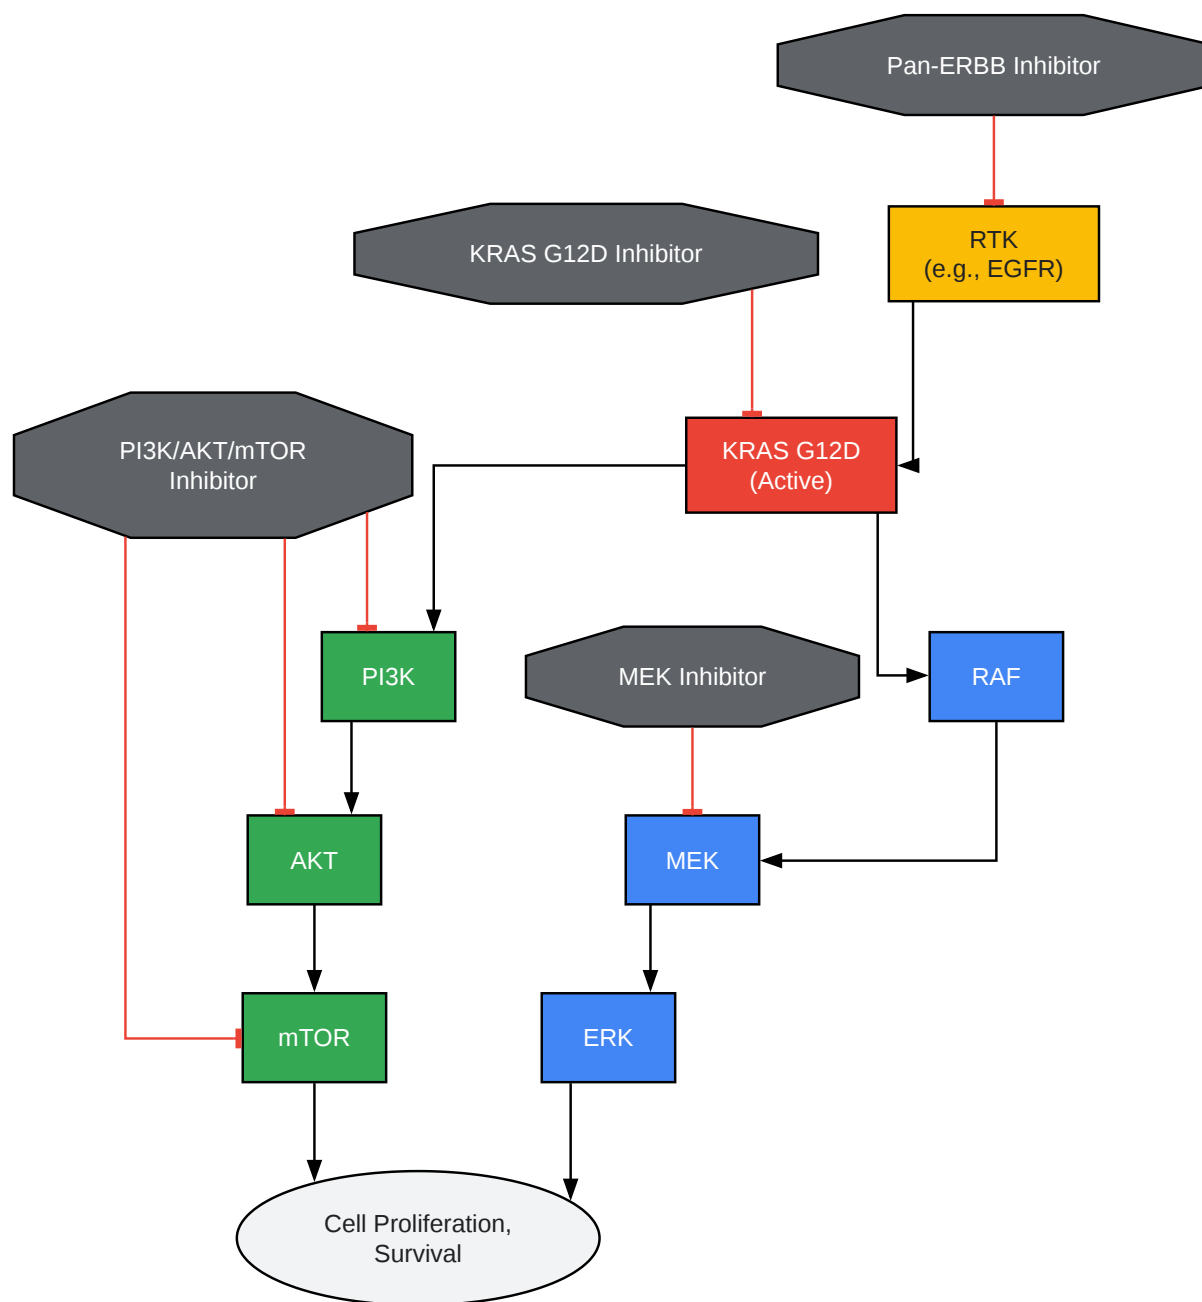 Pan-ERBB Inhibitor
RTK
(e.g., EGFR)
KRAS G12D Inhibitor
PI3K/AKT/mTOR
Inhibitor
KRAS G12D
(Active)
PI3K
MEK Inhibitor
RAF
AKT
MEK
mTOR
ERK
Cell Proliferation,
Survival